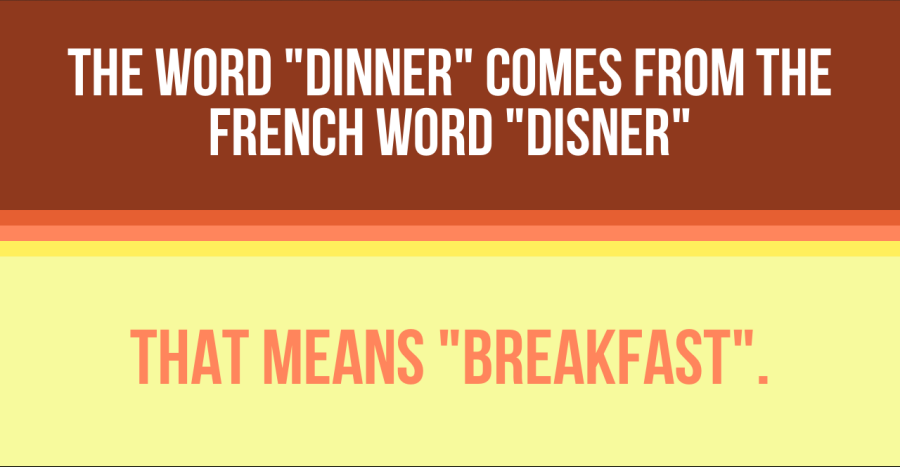 THE WORD "DINNER" COMES FROM THE
FRENCH WORD "DISNER"
THAT MEANS "BREAKFAST".